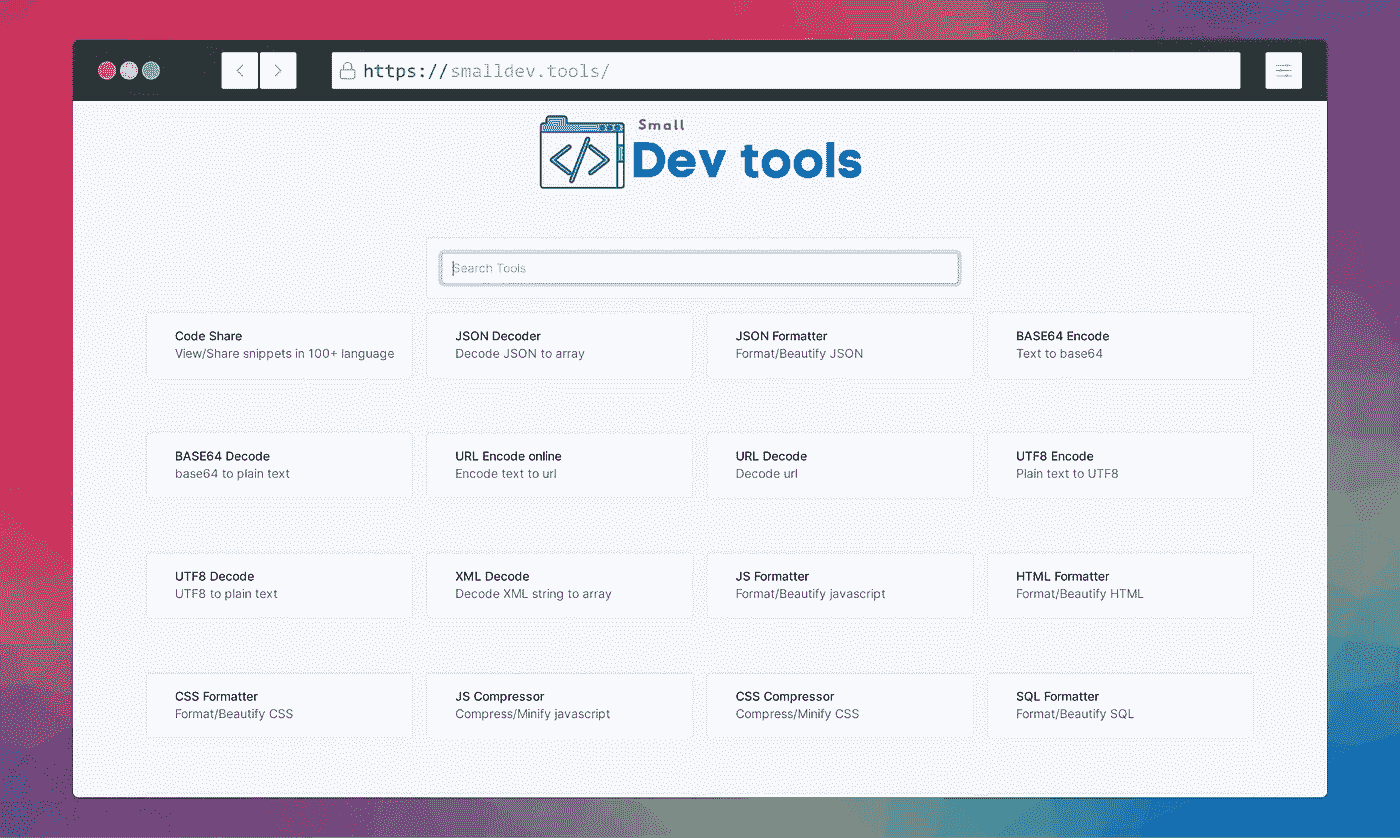 https://smalldev.tools/
Small
Dev tools
Search Tools
Code Share
View/Share snippets in 100+ language
JSON Decoder
Decode JSON to array
JSON Formatter
Format/Beautify JSON
BASE64 Encode
Text to base64
BASE64 Decode
base64 to plain text
URL Encode online
Encode text to url
URL Decode
Decode url
UTF8 Encode
Plain text to UTF8
UTF8 Decode
UTF8 to plain text
XML Decode
Decode XML string to array
JS Formatter
Format/Beautify javascript
HTML Formatter
Format/Beautify HTML
CSS Formatter
Format/Beautify CSS
JS Compressor
Compress/Minify javascript
CSS Compressor
Compress/Minify CSS
SQL Formatter
Format/Beautify SQL